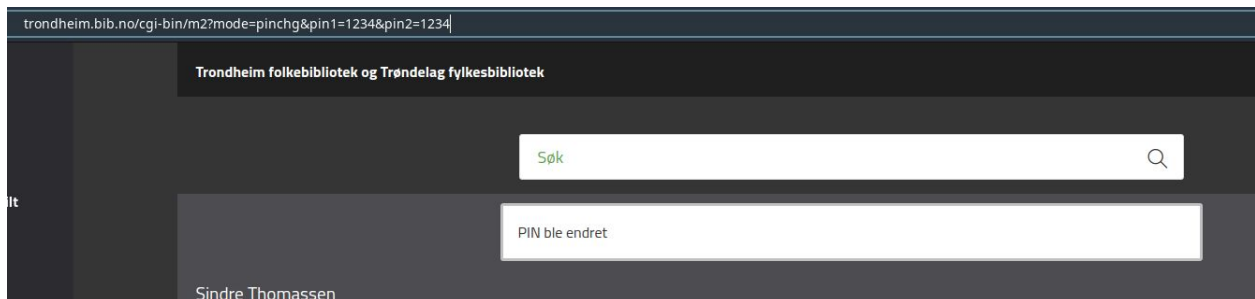 trondheim.bib.no/cgi-bin/m2?mode=pinchg&pin1=1234&pin2=1234
Trondheim folkebibliotek og Trøndelag fylkesbibliotek
Søk
ilt
PIN ble endret
Sindre Thomassen